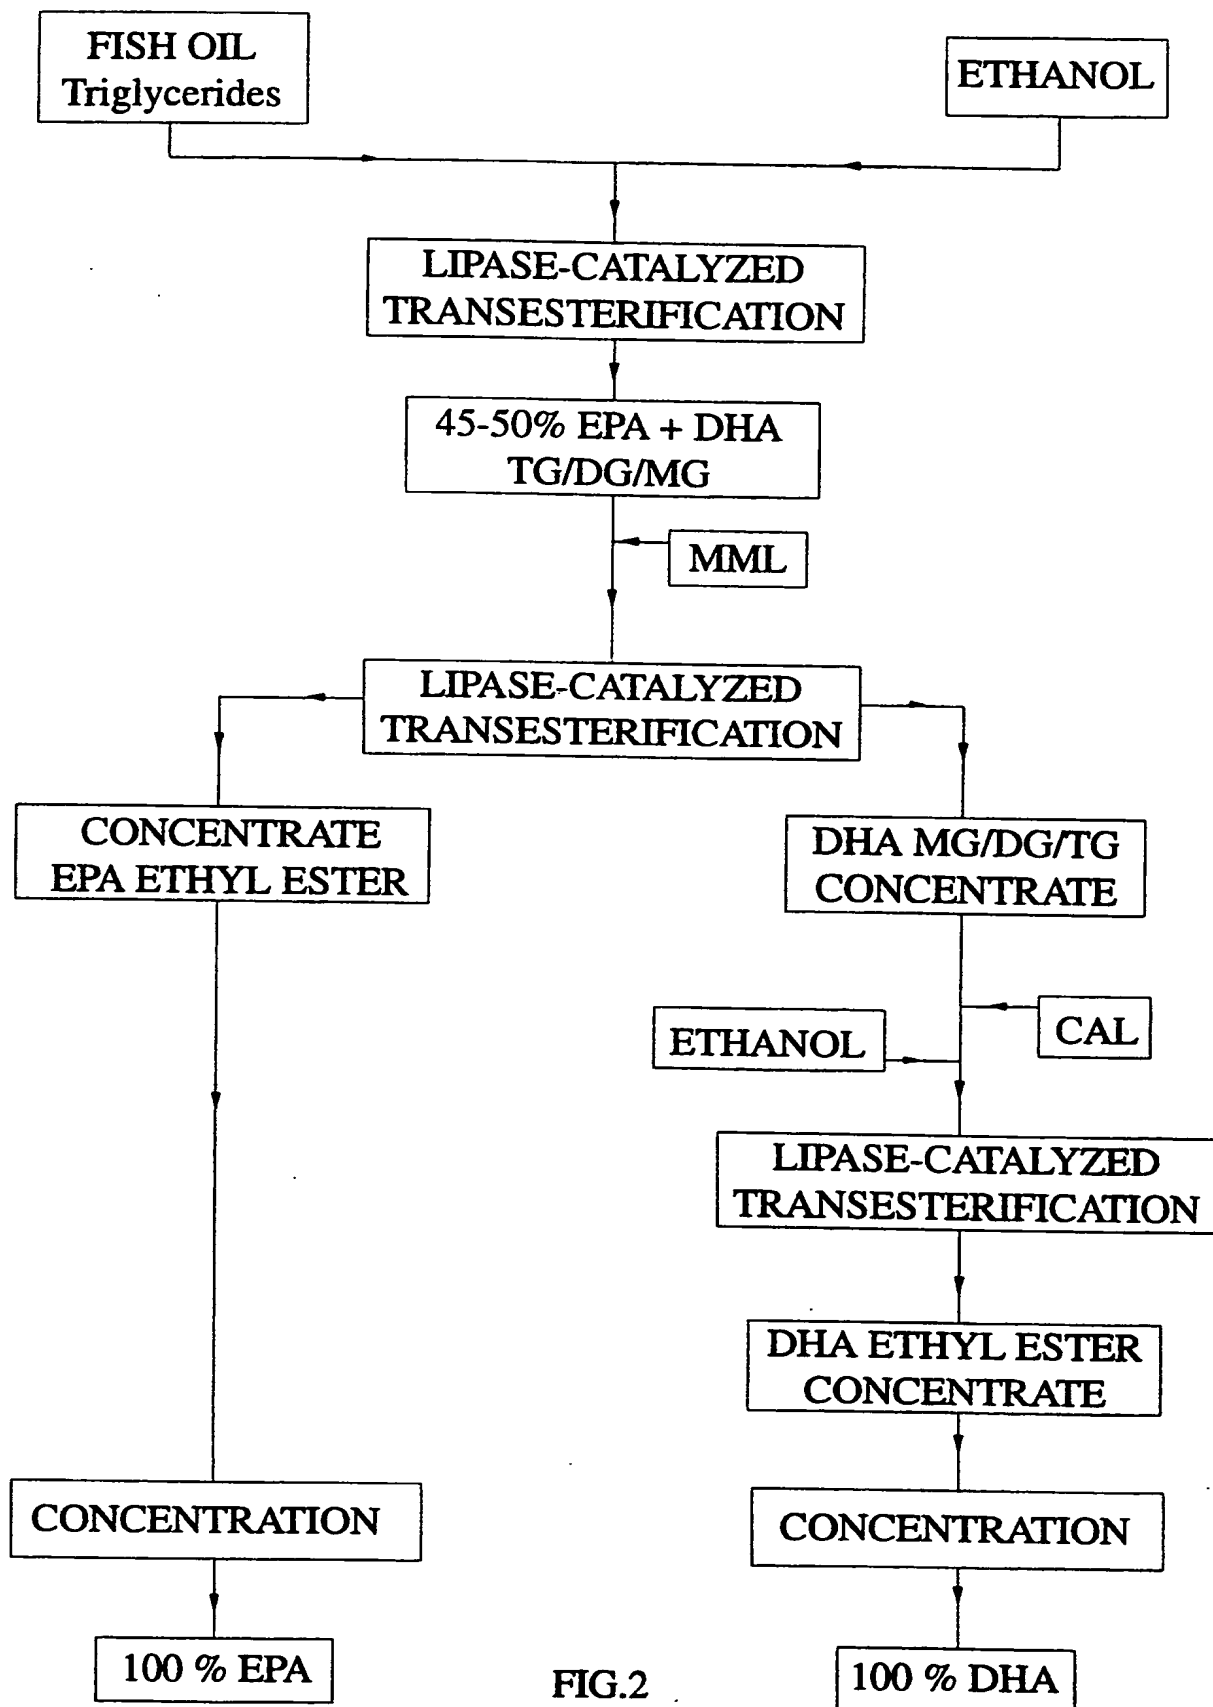 FISH OIL
Triglycerides
ETHANOL
LIPASE-CATALYZED
TRANSESTERIFICATION
45-50% EPA + DHA
TG/DG/MG
MML
LIPASE-CATALYZED
TRANSESTERIFICATION
CONCENTRATE
EPA ETHYL ESTER
DHA MG/DG/TG
CONCENTRATE
CAL
ETHANOL
LIPASE-CATALYZED
TRANSESTERIFICATION
DHA ETHYL ESTER
CONCENTRATE
CONCENTRATION
CONCENTRATION
100 % EPA
100 % DHA
FIG.2